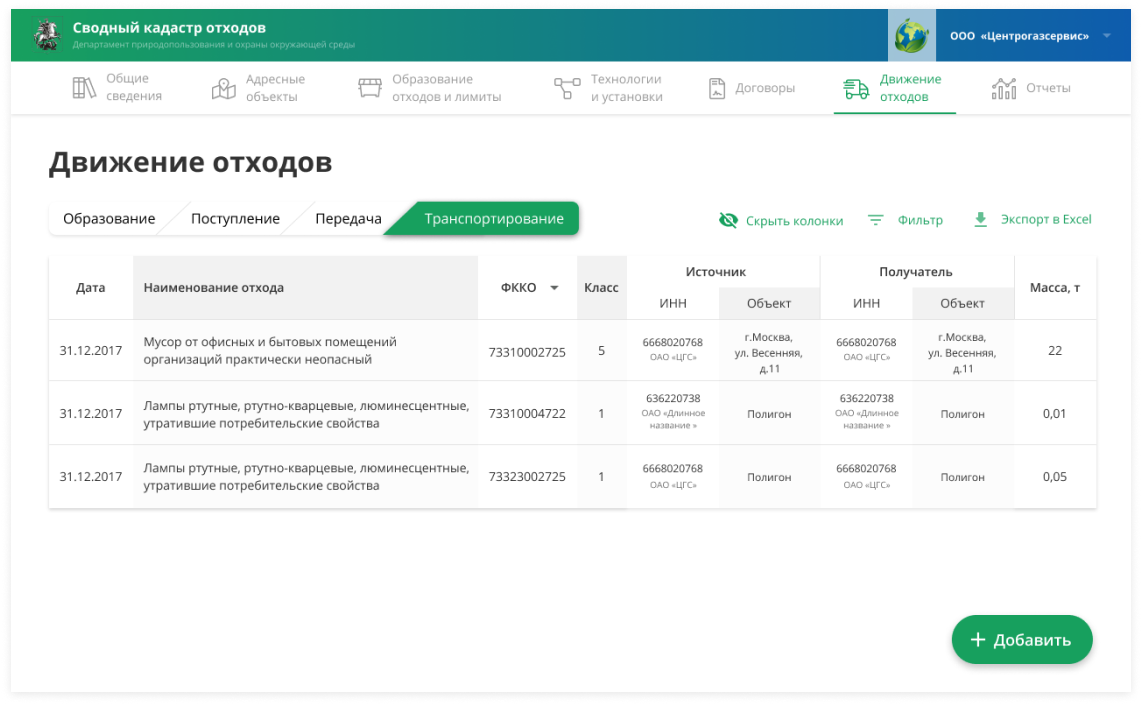 Сводный кадастр отходов
Департамент природопользования и охраны окружающей среды
ООО «Центрогазсервис»
Общие
сведения
Адресные
объекты
Образование
отходов и лимиты
Технологии
и установки
Договоры
Движение
отходов
Отчеты
Движение отходов
Образование
Поступление
Передача
Транспортирование
Скрыть колонки
Фильтр
Экспорт в Excel
Дата
Наименование отхода
ФККО
Класс
Источник
Получатель
Масса, т
ИНН
Объект
ИНН
Объект
31.12.2017
Мусор от офисных и бытовых помещений
организаций практически неопасный
73310002725
5
6668020768
ОАО «ЦГС»
г.Москва,
ул. Весенняя,
д.11
6668020768
ОАО «ЦГС»
г.Москва,
ул. Весенняя,
д.11
22
31.12.2017
Лампы ртутные, ртутно-кварцевые, люминесцентные,
утратившие потребительские свойства
73310004722
1
636220738
ОАО «Длинное
название »
Полигон
636220738
ОАО «Длинное
название »
Полигон
0,01
31.12.2017
Лампы ртутные, ртутно-кварцевые, люминесцентные,
утратившие потребительские свойства
73323002725
1
6668020768
ОАО «ЦГС»
Полигон
6668020768
ОАО «ЦГС»
Полигон
0,05
+ Добавить